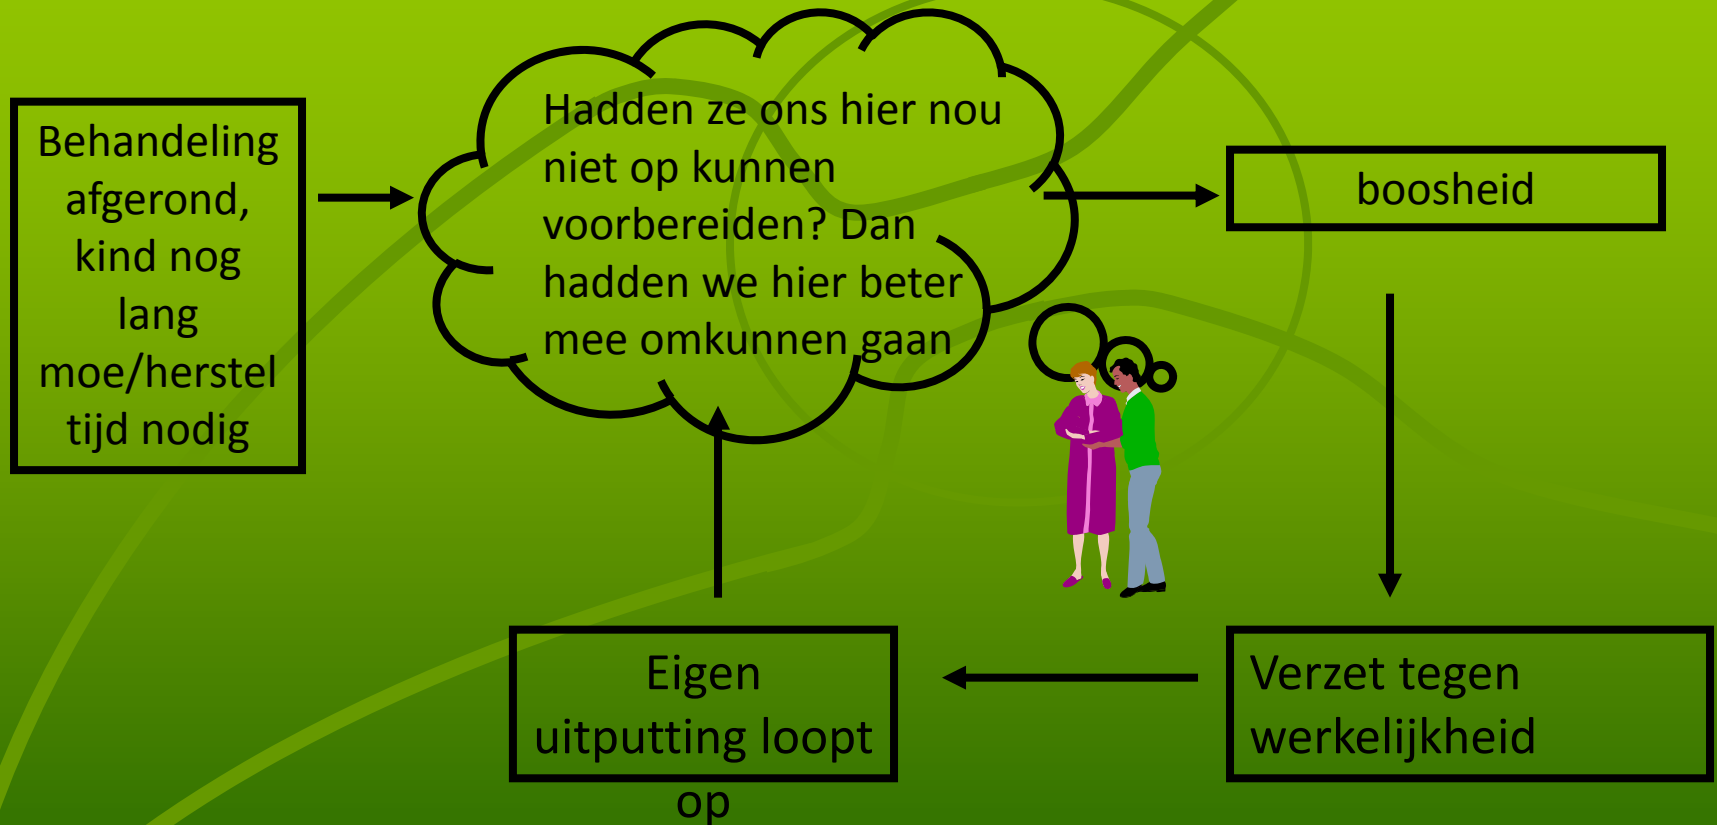 Behandeling
afgerond,
kind nog
lang
moe/herstel
tijd nodig
Hadden ze ons hier nou
niet op kunnen
voorbereiden? Dan
hadden we hier beter
mee omkunnen gaan
boosheid
Verzet tegen
werkelijkheid
Eigen
uitputting loopt
op